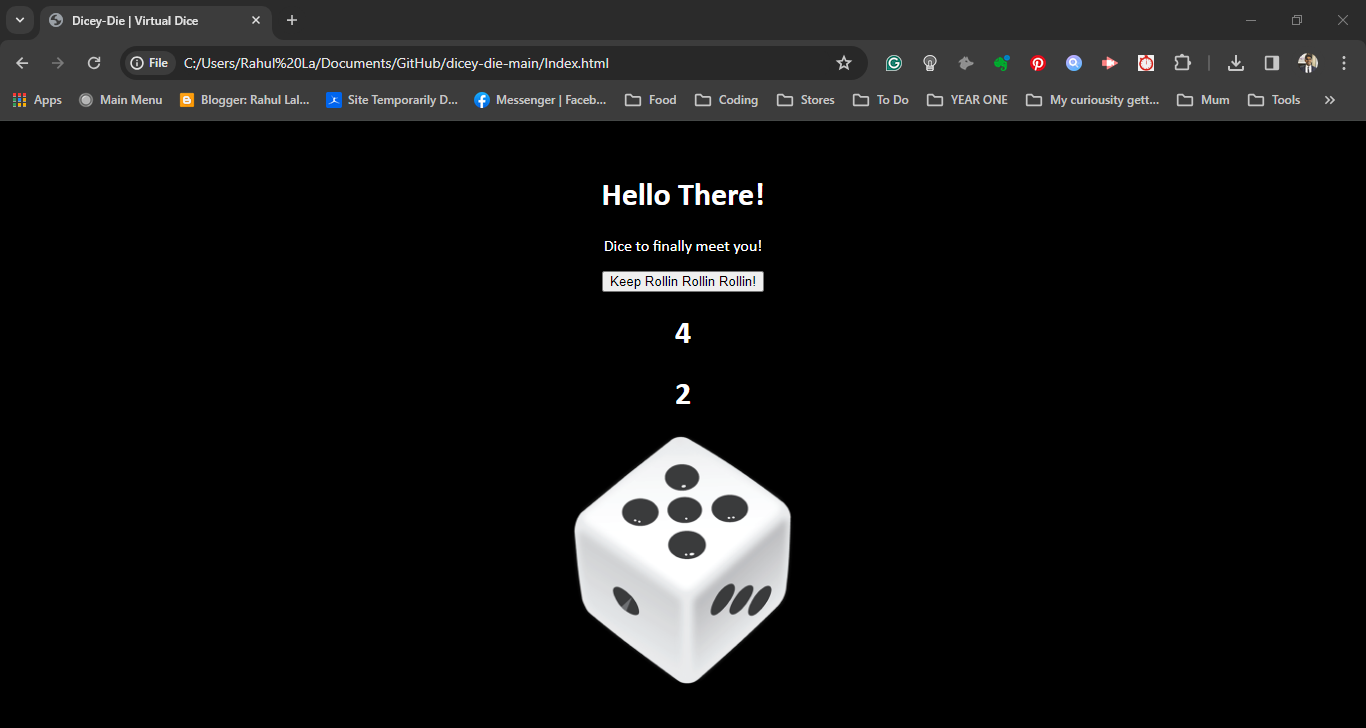 Dicey-Die | Virtual Dice
File C:/Users/Rahul%20La/Documents/GitHub/dicey-die-main/Index.html
Apps Main Menu Blogger: Rahul Lal... Site Temporarily D... Messenger | Faceb... Food Coding Stores To Do YEAR ONE My curiousity gett... Mum Tools
Hello There!
Dice to finally meet you!
Keep Rollin Rollin Rollin!
4
2